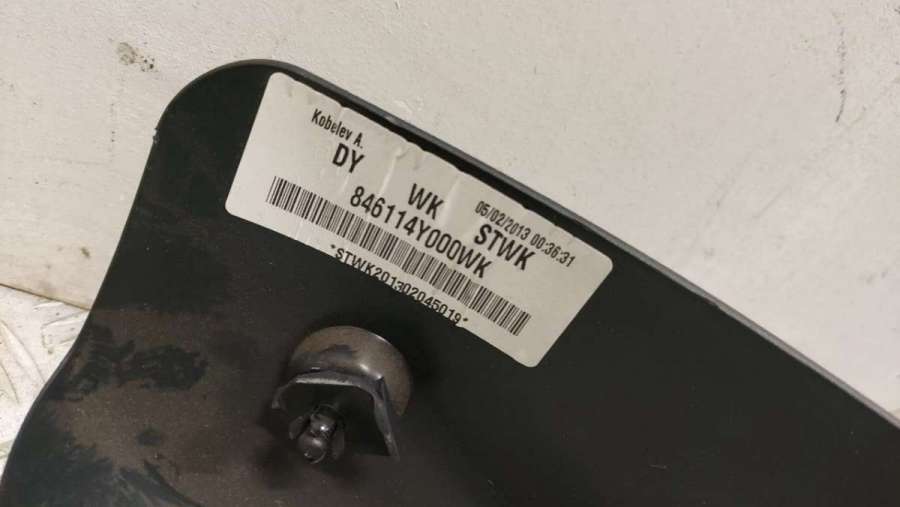 Kobelev A.
DY WK 05/02/2013 00:36:31
STWK
846114Y000WK
*STWK201302045019*